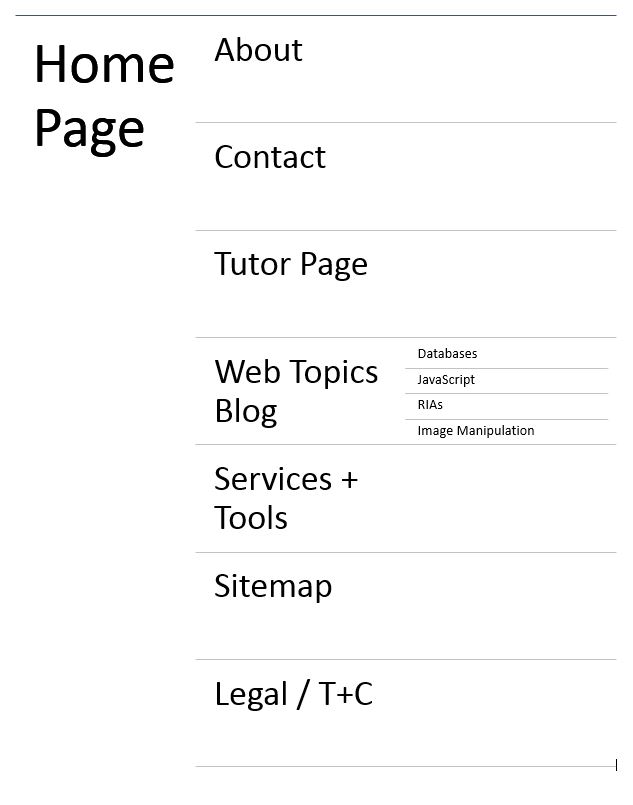 Home
Page
About
Contact
Tutor Page
Web Topics
Blog
Databases
JavaScript
RIAs
Image Manipulation
Services +
Tools
Sitemap
Legal / T+C